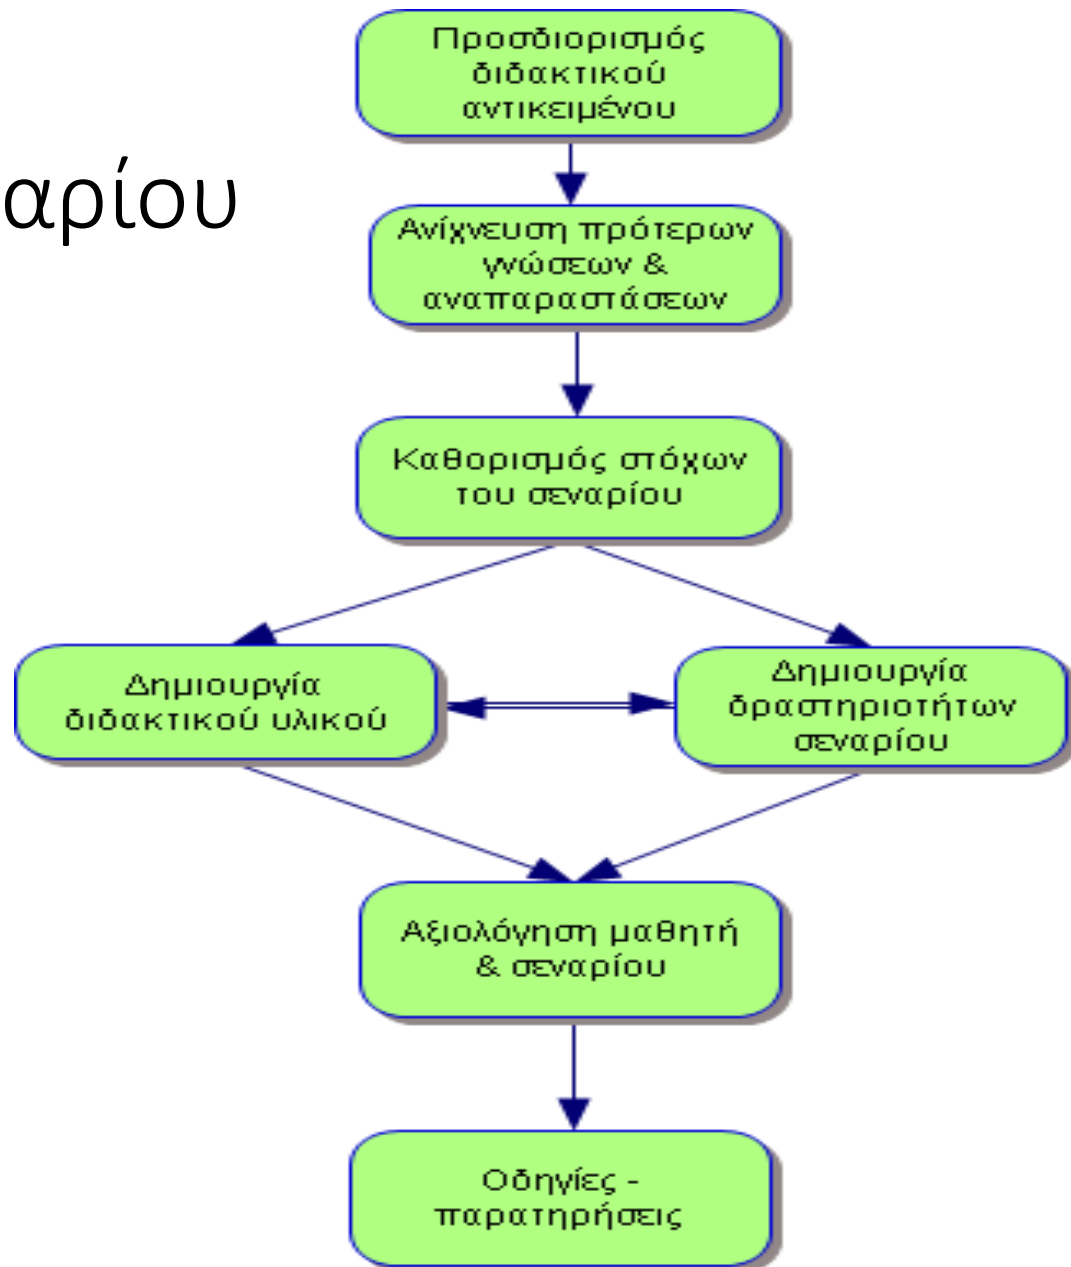 Προσδιορισμός
διδακτικού
αντικειμένου
αρίου
Ανίχνευση πρότερων
γνώσεων &
αναπαραστάσεων
Καθορισμός στόχων
του σεναρίου
Δημιουργία
διδακτικού υλικού
Δημιουργία
δραστηριοτήτων
σεναρίου
Αξιολόγηση μαθητή
& σεναρίου
Οδηγίες -
παρατηρήσεις